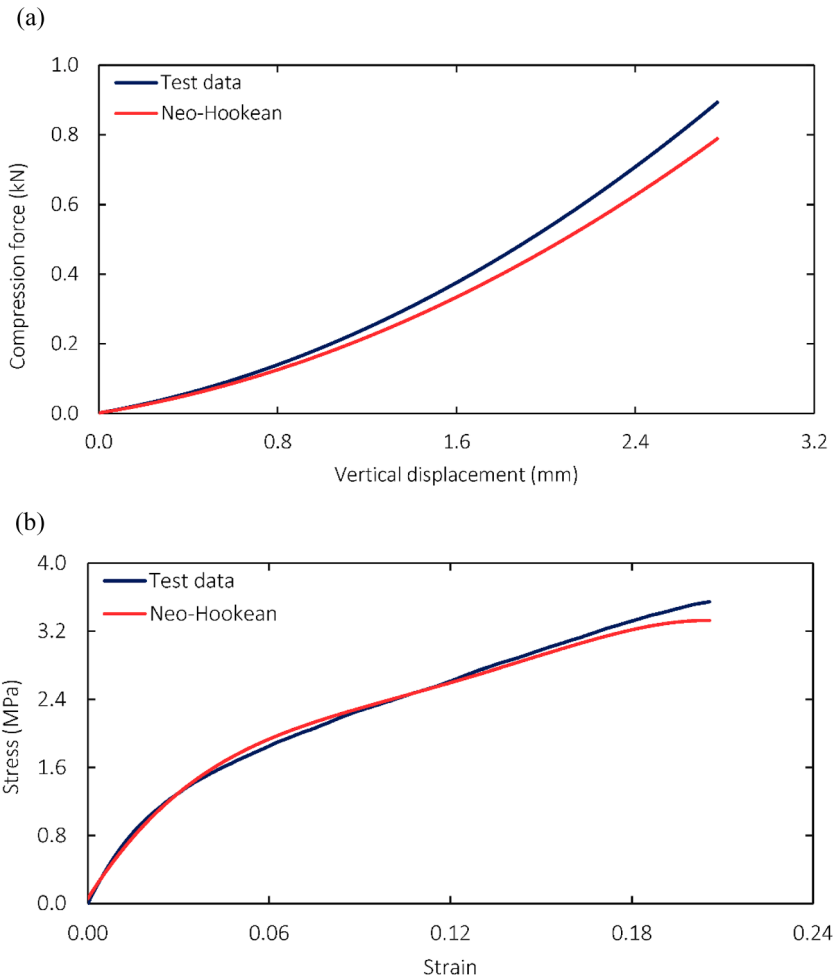 (a)
1.0
Test data
Neo-Hookean
0.8
0.6
0.4
0.2
0.0
Compression force (kN)
0.0 0.8 1.6 2.4 3.2
Vertical displacement (mm)
(b)
4.0
Test data
Neo-Hookean
3.2
2.4
1.6
0.8
0.0
Stress (MPa)
0.00 0.06 0.12 0.18 0.24
Strain